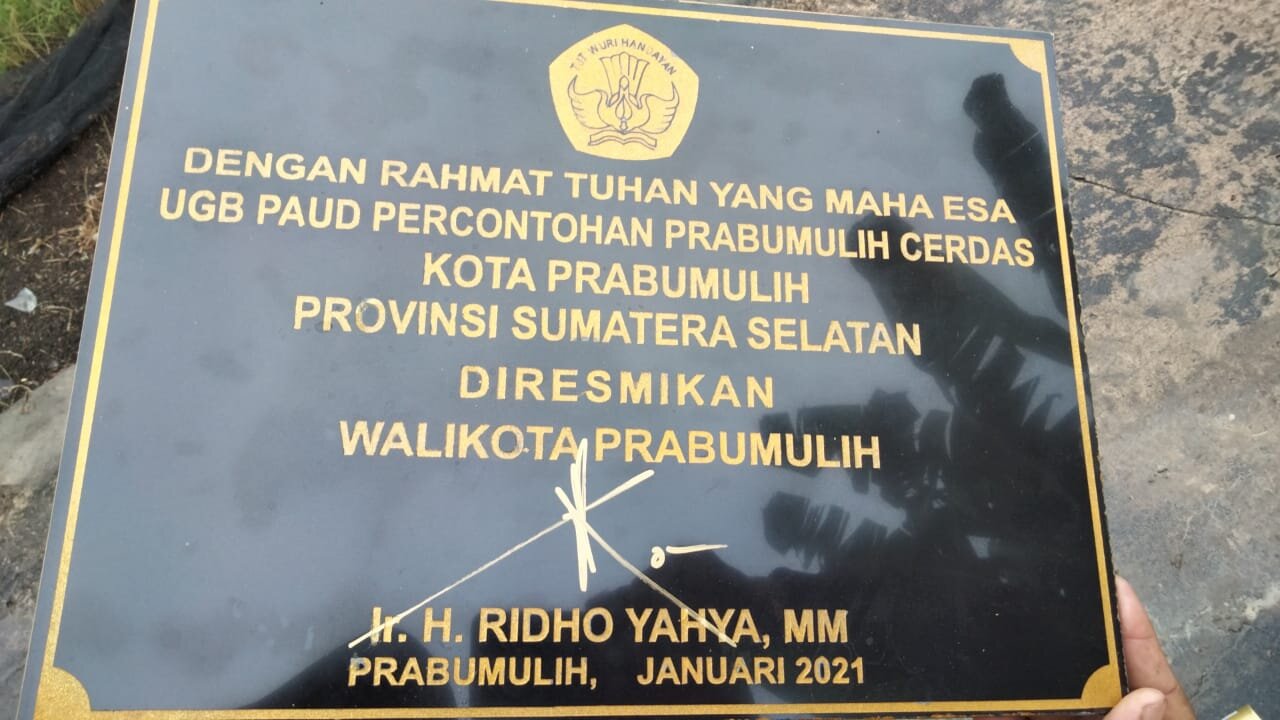 TUT WURI HANDAYANI
DENGAN RAHMAT TUHAN YANG MAHA ESA
UGB PAUD PERCONTOHAN PRABUMULIH CERDAS
KOTA PRABUMULIH
PROVINSI SUMATERA SELATAN
DIRESMIKAN
WALIKOTA PRABUMULIH
Ir. H. RIDHO YAHYA, MM
PRABUMULIH, JANUARI 2021